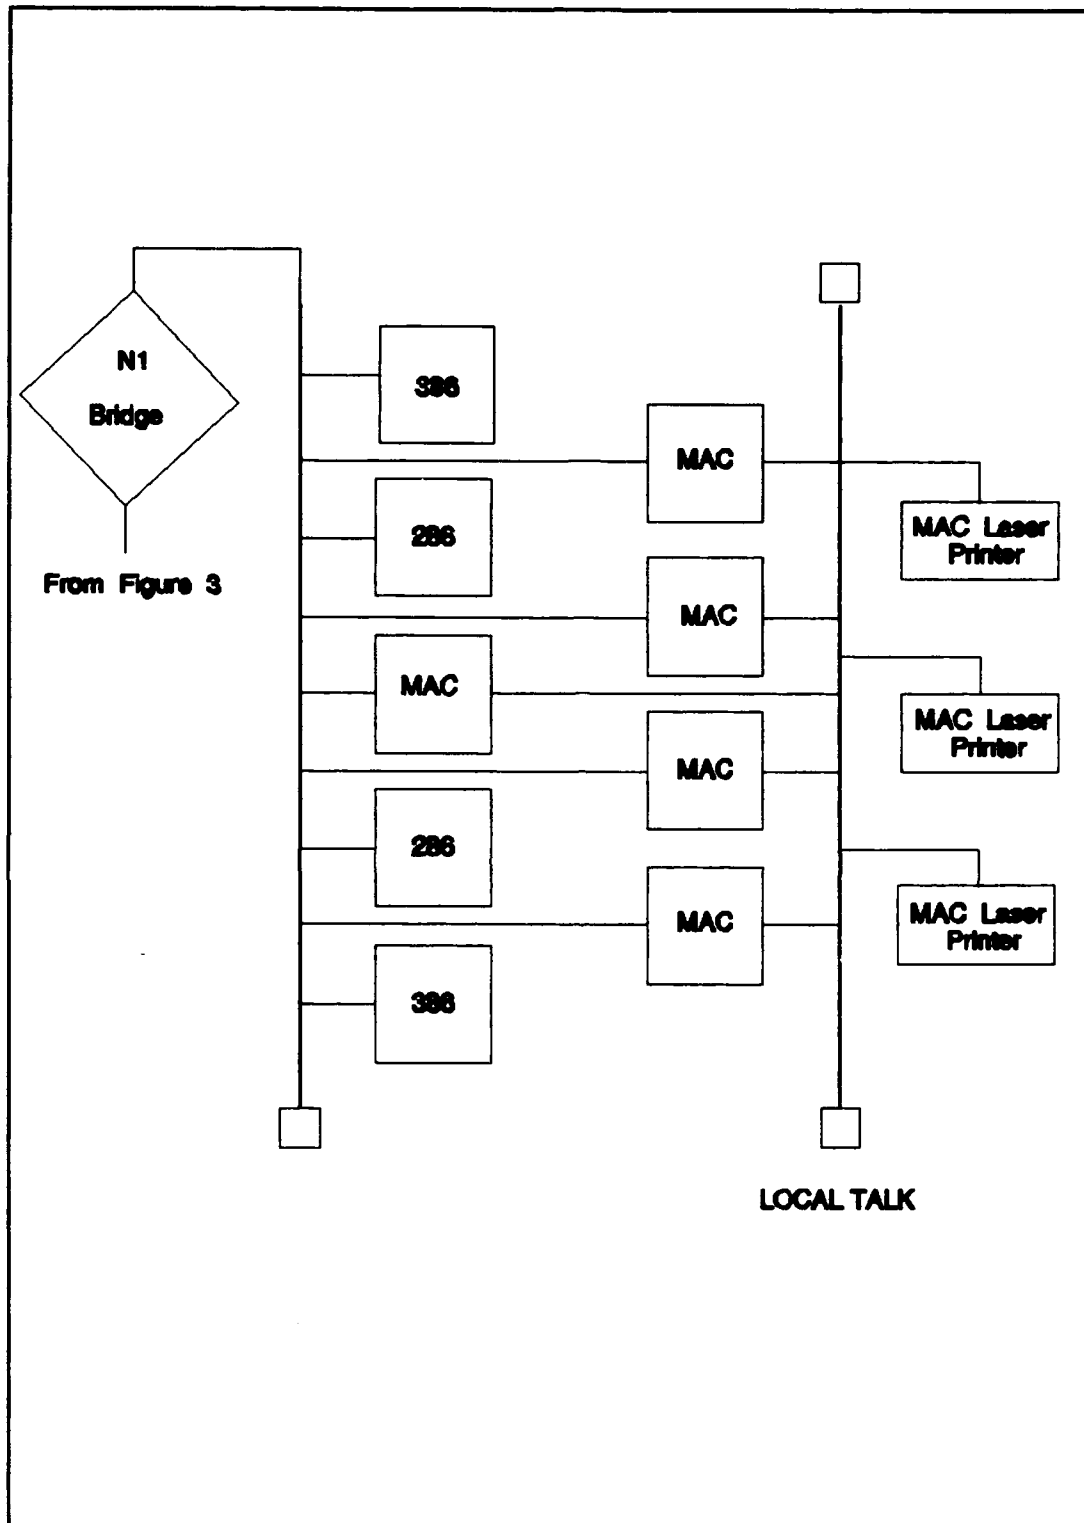 N1
Bridge
From Figure 3
386
MAC
MAC Laser
Printer
286
MAC
MAC
MAC Laser
Printer
MAC
286
MAC
MAC Laser
Printer
386
LOCAL TALK